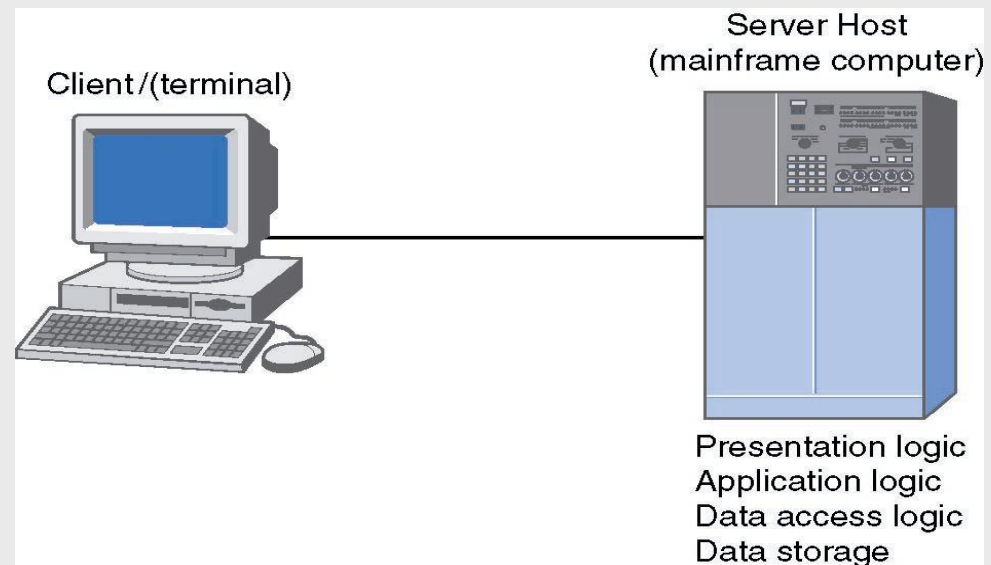 Server Host
(mainframe computer)
Client/(terminal)
Presentation logic
Application logic
Data access logic
Data storage